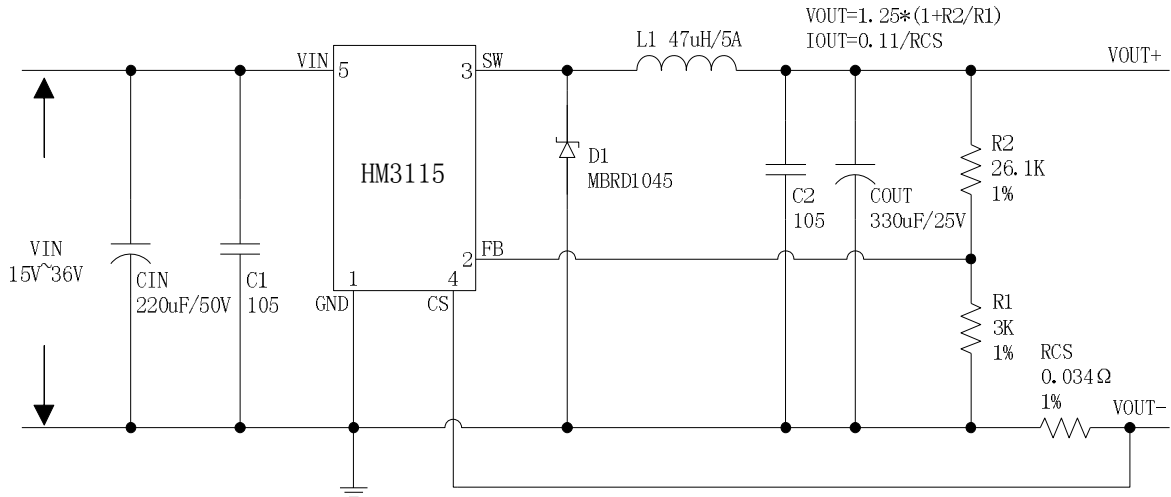 VOUT=1.25*(1+R2/R1)
IOUT=0.11/RCS
L1 47uH/5A
VOUT+
VIN
5
3
SW
HM3115
D1
MBRD1045
R2
26.1K
1%
C2
105
COUT
330uF/25V
VIN
15V~36V
CIN
220uF/50V
C1
105
2
FB
1
4
GND
CS
R1
3K
1%
RCS
0.034Ω
1%
VOUT-